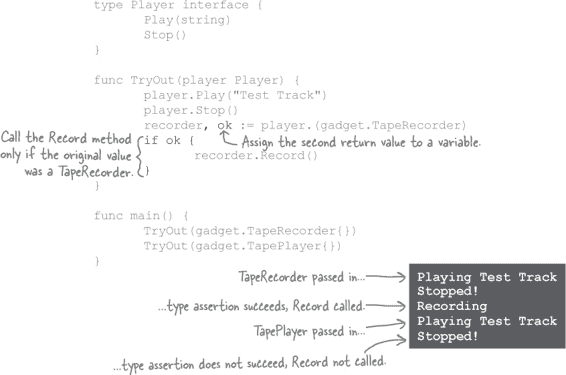 type Player interface {
Play(string)
Stop()
}
func TryOut(player Player) {
player.Play("Test Track")
player.Stop()
recorder, ok := player.(gadget.TapeRecorder)
if ok {
Assign the second return value to a variable.
Call the Record method
only if the original value
was a TapeRecorder.
recorder.Record()
}
}
func main() {
TryOut(gadget.TapeRecorder{})
TryOut(gadget.TapePlayer{})
}
TapeRecorder passed in...
Playing Test Track
Stopped!
...type assertion succeeds, Record called.
Recording
TapePlayer passed in...
Playing Test Track
Stopped!
...type assertion does not succeed, Record not called.